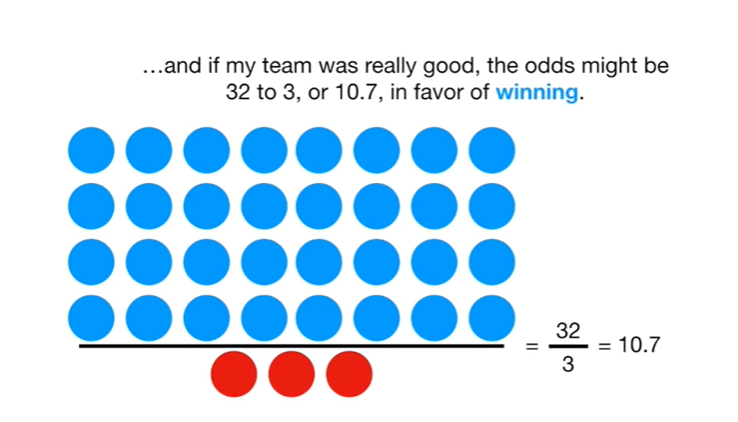 …and if my team was really good, the odds might be
32 to 3, or 10.7, in favor of winning.
= 32
3
= 10.7